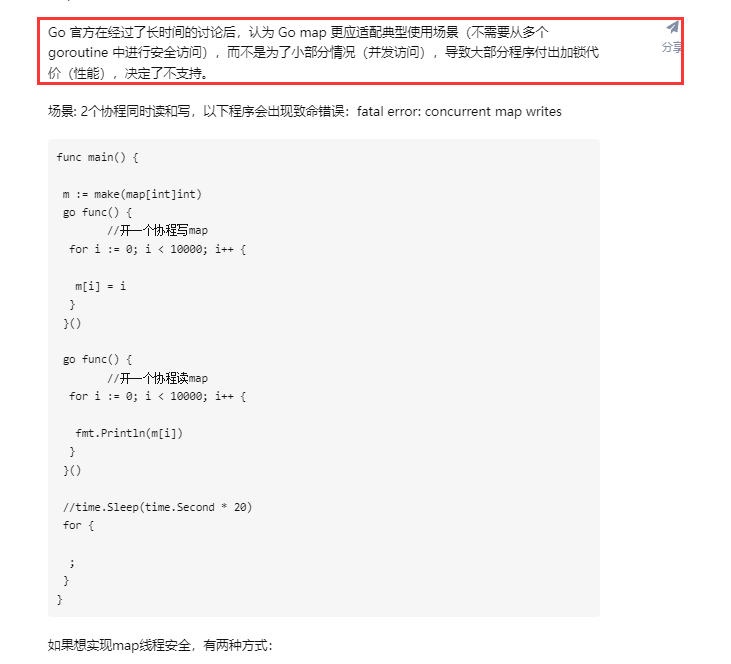 Go 官方在经过了长时间的讨论后，认为 Go map 更应适配典型使用场景（不需要从多个
goroutine 中进行安全访问），而不是为了小部分情况（并发访问），导致大部分程序付出加锁代
价（性能），决定了不支持。
分享
场景: 2个协程同时读和写，以下程序会出现致命错误：fatal error: concurrent map writes
func main() {
m := make(map[int]int)
go func() {
//开一个协程写map
for i := 0; i < 10000; i++ {
m[i] = i
}
}()
go func() {
//开一个协程读map
for i := 0; i < 10000; i++ {
fmt.Println(m[i])
}
}()
//time.Sleep(time.Second * 20)
for {
;
}
}
如果想实现map线程安全，有两种方式：